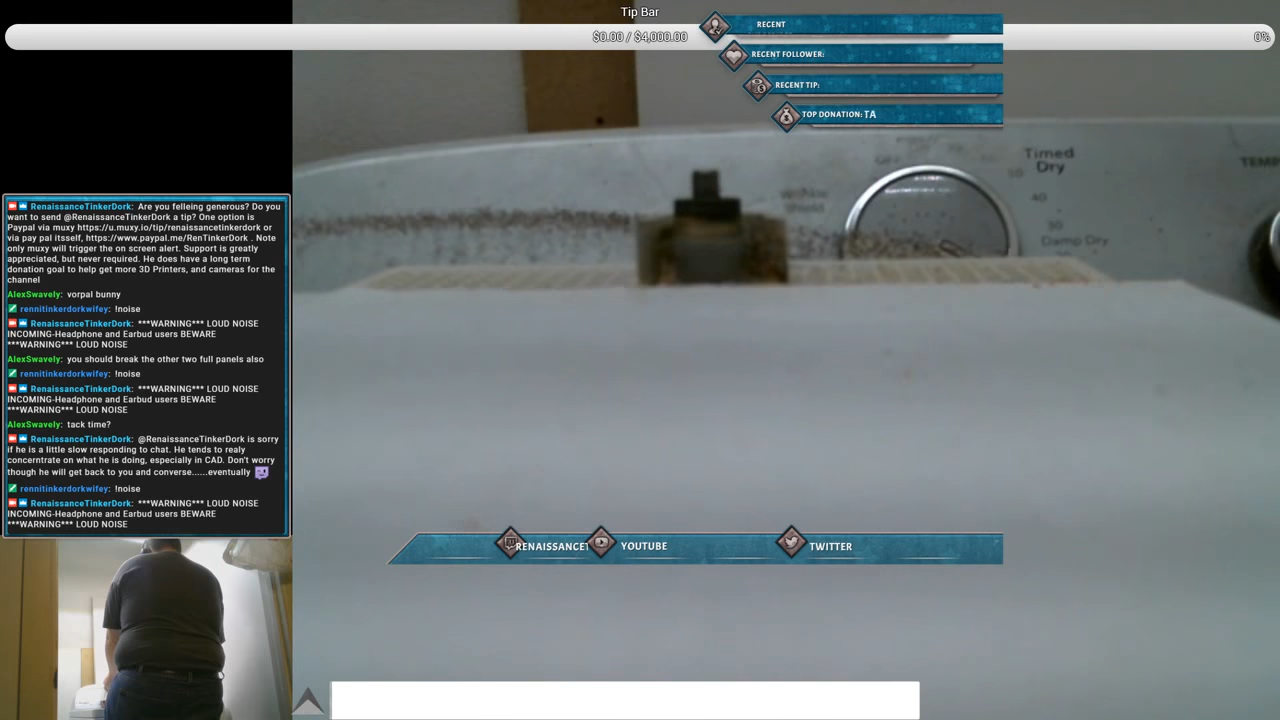 Tip Bar
$0.00 / $4,000.00
0%
RECENT
RECENT FOLLOWER:
RECENT TIP:
TOP DONATION: TA
Timed
Dry
TEMP
OFF
50
40
30
Wrinkle
Shield
Damp Dry
RenaissanceTinkerDork: Are you felleing generous? Do you
want to send @RenaissanceTinkerDork a tip? One option is
Paypal via muxy https://u.muxy.io/tip/renaissancetinkerdork or
via pay pal itsself, https://www.paypal.me/RenTinkerDork . Note
only muxy will trigger the on screen alert. Support is greatly
appreciated, but never required. He does have a long term
donation goal to help get more 3D Printers, and cameras for the
channel
AlexSwavely: vorpal bunny
rennitinkerdorkwifey: !noise
RenaissanceTinkerDork: ***WARNING*** LOUD NOISE
INCOMING-Headphone and Earbud users BEWARE
***WARNING*** LOUD NOISE
AlexSwavely: you should break the other two full panels also
rennitinkerdorkwifey: !noise
RenaissanceTinkerDork: ***WARNING*** LOUD NOISE
INCOMING-Headphone and Earbud users BEWARE
***WARNING*** LOUD NOISE
AlexSwavely: tack time?
RenaissanceTinkerDork: @RenaissanceTinkerDork is sorry
if he is a little slow responding to chat. He tends to realy
concerntrate on what he is doing, especially in CAD. Don't worry
though he will get back to you and converse......eventually
rennitinkerdorkwifey: !noise
RenaissanceTinkerDork: ***WARNING*** LOUD NOISE
INCOMING-Headphone and Earbud users BEWARE
***WARNING*** LOUD NOISE
RENAISSANCET
YOUTUBE
TWITTER